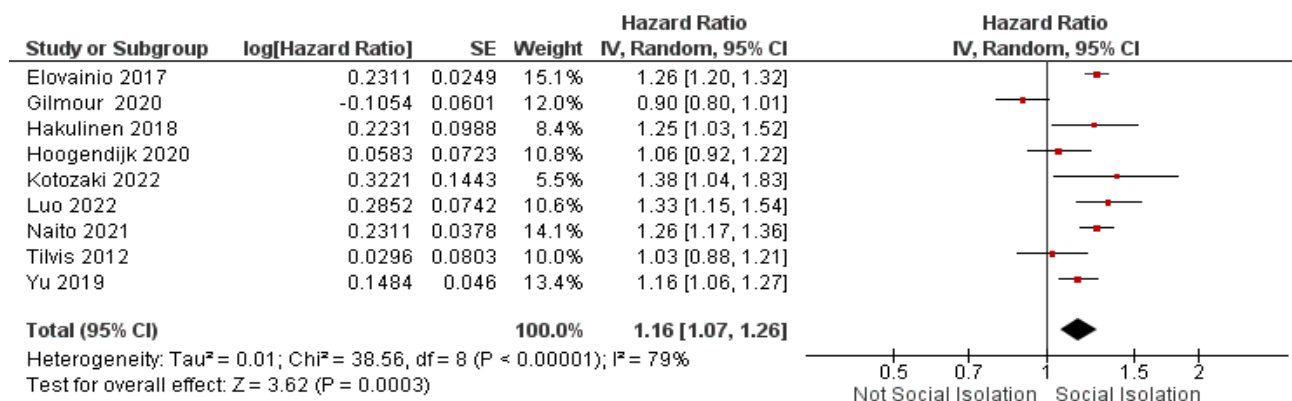 Hazard Ratio Hazard Ratio
Study or Subgroup log[Hazard Ratio] SE Weight IV, Random, 95% CI IV, Random, 95% CI
Elovainio 2017 0.2311 0.0249 15.1% 1.26 [1.20, 1.32]
Gilmour 2020 -0.1054 0.0601 12.0% 0.90 [0.80, 1.01]
Hakulinen 2018 0.2231 0.0988 8.4% 1.25 [1.03, 1.52]
Hoogendijk 2020 0.0583 0.0723 10.8% 1.06 [0.92, 1.22]
Kotozaki 2022 0.3221 0.1443 5.5% 1.38 [1.04, 1.83]
Luo 2022 0.2852 0.0742 10.6% 1.33 [1.15, 1.54]
Naito 2021 0.2311 0.0378 14.1% 1.26 [1.17, 1.36]
Tilvis 2012 0.0296 0.0803 9.9% 1.03 [0.88, 1.21]
Yu 2019 0.1484 0.046 13.4% 1.16 [1.06, 1.27]
Total (95% CI) 100.0% 1.16 [1.07, 1.26]
Heterogeneity: Tau² = 0.01; Chi² = 38.56, df = 8 (P < 0.00001); I² = 79%
Test for overall effect: Z = 3.62 (P = 0.0003)
0.5 0.7 1 1.5 2
Not Social Isolation Social Isolation